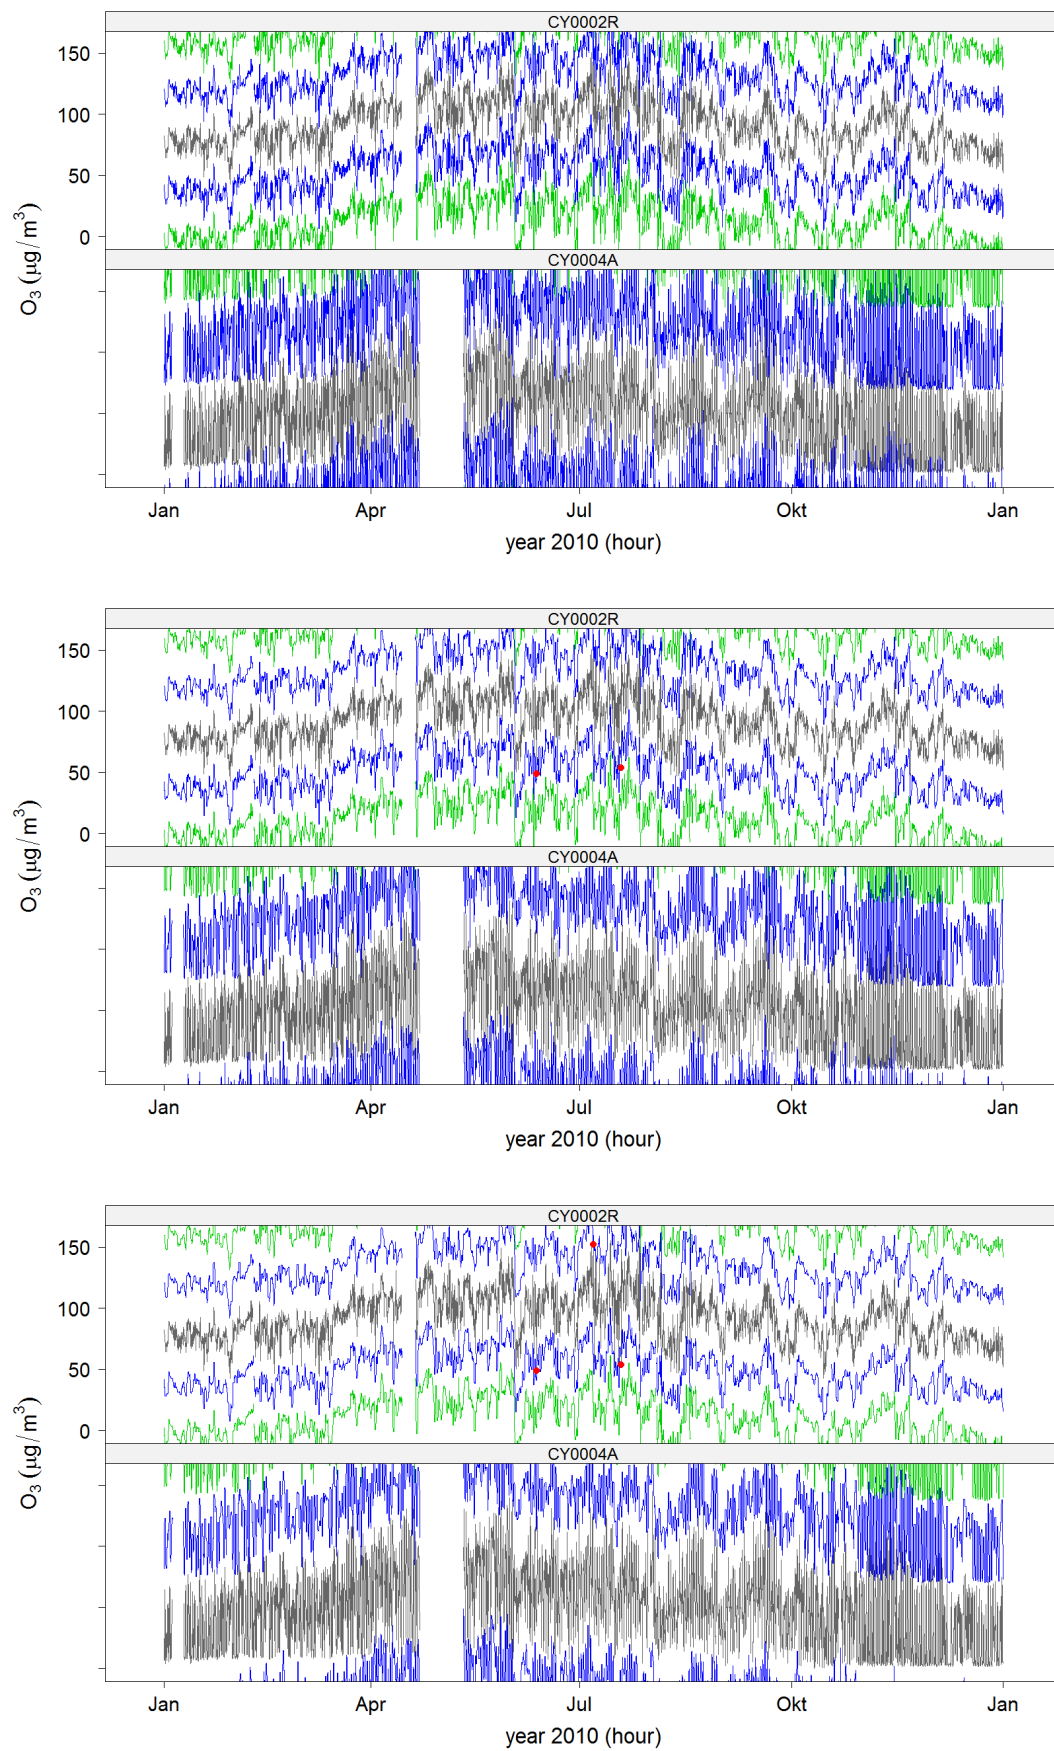 CY0002R
150
100
50
0
CY0004A
O3 (μg/m3)
Jan Apr Jul Okt Jan
year 2010 (hour)
CY0002R
150
100
50
0
CY0004A
O3 (μg/m3)
Jan Apr Jul Okt Jan
year 2010 (hour)
CY0002R
150
100
50
0
CY0004A
O3 (μg/m3)
Jan Apr Jul Okt Jan
year 2010 (hour)